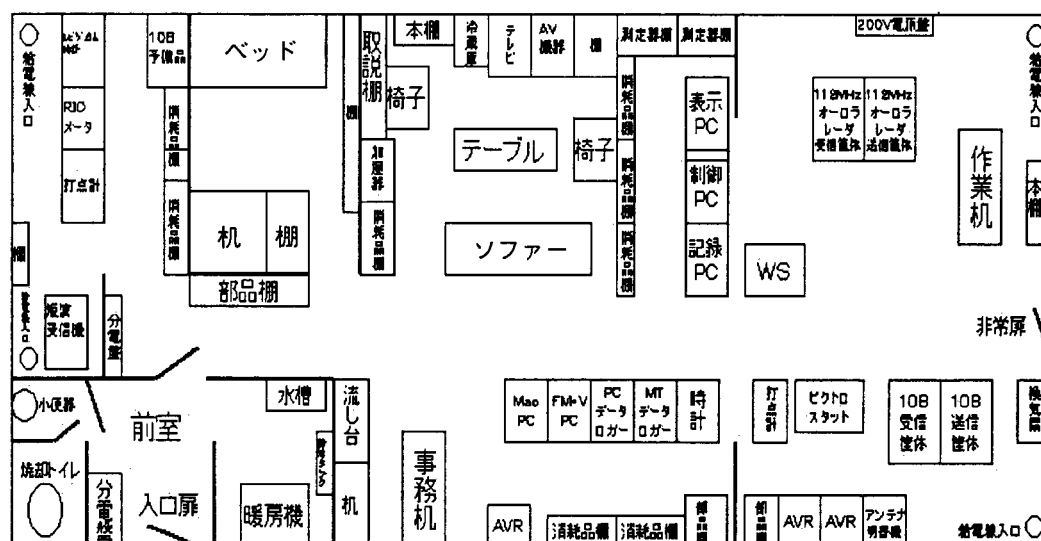 10B
予備品
ベッド
取説棚
本棚
冷蔵庫
テレビ
AV
機器
棚
測定器棚
測定器棚
200V電源盤
給電線入口
給電線入口
RIO
メータ
消耗品棚
棚
椅子
消耗品棚
表示
PC
112MHz
オーロラ
レーダ
受信筐体
112MHz
オーロラ
レーダ
送信筐体
テーブル
椅子
作業机
打点計
棚
加湿器
消耗品棚
制御
PC
本棚
消耗品棚
机
棚
消耗品棚
ソファー
消耗品棚
記録
PC
WS
棚
部品棚
短波
受信機
分電盤
非常扉
小便器
前室
水槽
流し台
Mac
PC
FM-V
PC
PC
データ
ロガー
MT
データ
ロガー
時計
打点計
ピクトロ
スタット
10B
受信
筐体
10B
送信
筐体
換気扇
焼却トイレ
入口扉
暖房機
机
事務机
AVR
消耗品棚
消耗品棚
部品棚
部品棚
AVR
AVR
アンテナ
給電線入口